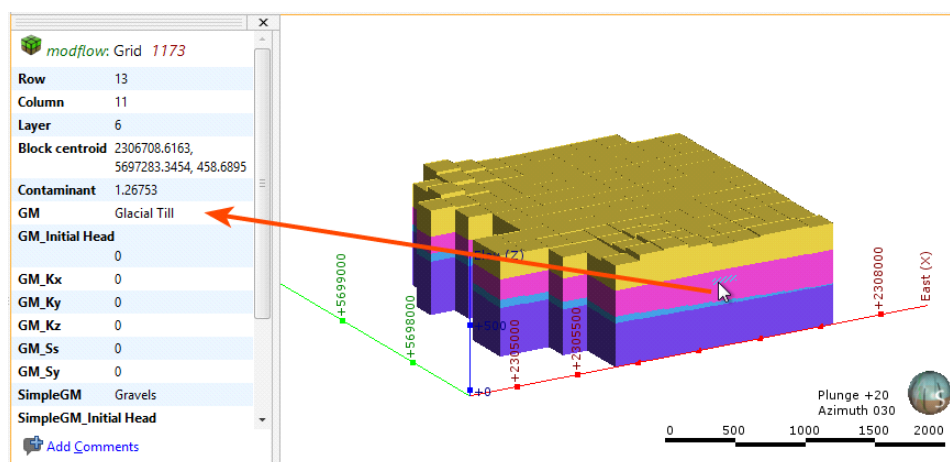 ×
modflow: Grid 1173
Row 13
Column 11
Layer 6
Block centroid 2306708.6163,
5697283.3454, 458.6895
Contaminant 1.26753
GM Glacial Till
GM_Initial Head
0
GM_Kx 0
GM_Ky 0
GM_Kz 0
GM_Ss 0
GM_Sy 0
SimpleGM Gravels
SimpleGM_Initial Head
Add Comments
Elev (Z)
+5699000
+5698000
+500
+0
+2305000
+2305500
+2308000
East (X)
Plunge +20
Azimuth 030
S
0 500 1000 1500 2000